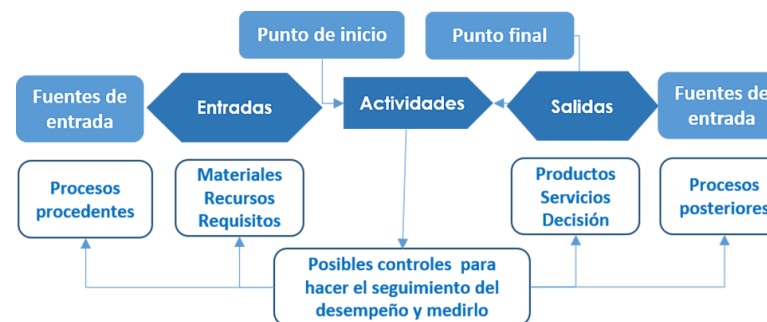 Punto de inicio
Punto final
Fuentes de
entrada
Entradas
Actividades
Salidas
Fuentes de
entrada
Procesos
procedentes
Materiales
Recursos
Requisitos
Productos
Servicios
Decisión
Procesos
posteriores
Posibles controles para
hacer el seguimiento del
desempeño y medirlo